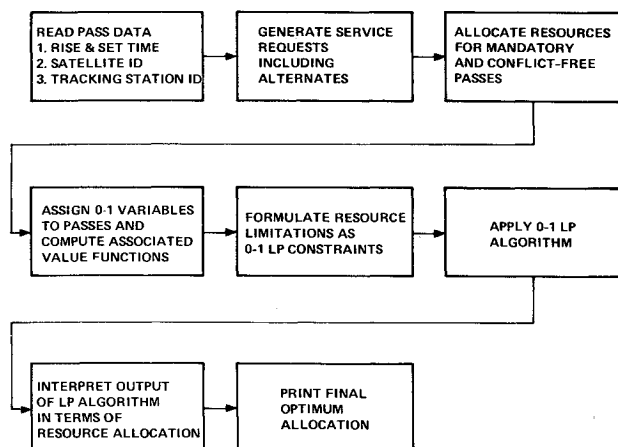 READ PASS DATA
1. RISE & SET TIME
2. SATELLITE ID
3. TRACKING STATION ID
GENERATE SERVICE
REQUESTS
INCLUDING
ALTERNATES
ALLOCATE RESOURCES
FOR MANDATORY
AND CONFLICT-FREE
PASSES
ASSIGN 0-1 VARIABLES
TO PASSES AND
COMPUTE ASSOCIATED
VALUE FUNCTIONS
FORMULATE RESOURCE
LIMITATIONS AS
0-1 LP CONSTRAINTS
APPLY 0-1 LP
ALGORITHM
INTERPRET OUTPUT
OF LP ALGORITHM
IN TERMS OF
RESOURCE ALLOCATION
PRINT FINAL
OPTIMUM
ALLOCATION